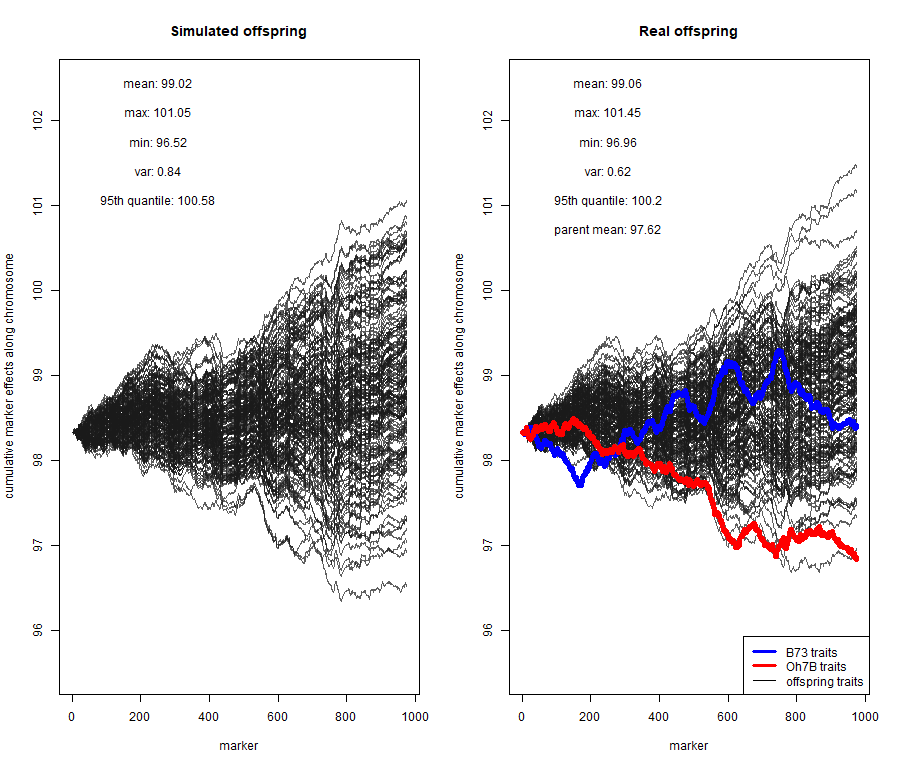 Simulated offspring
mean: 99.02
max: 101.05
min: 96.52
var: 0.84
95th quantile: 100.58
cumulative marker effects along chromosome
96
97
98
99
100
101
102
0
200
400
600
800
1000
marker
Real offspring
mean: 99.06
max: 101.45
min: 96.96
var: 0.62
95th quantile: 100.2
parent mean: 97.62
cumulative marker effects along chromosome
96
97
98
99
100
101
102
B73 traits
Oh7B traits
offspring traits
0
200
400
600
800
1000
marker